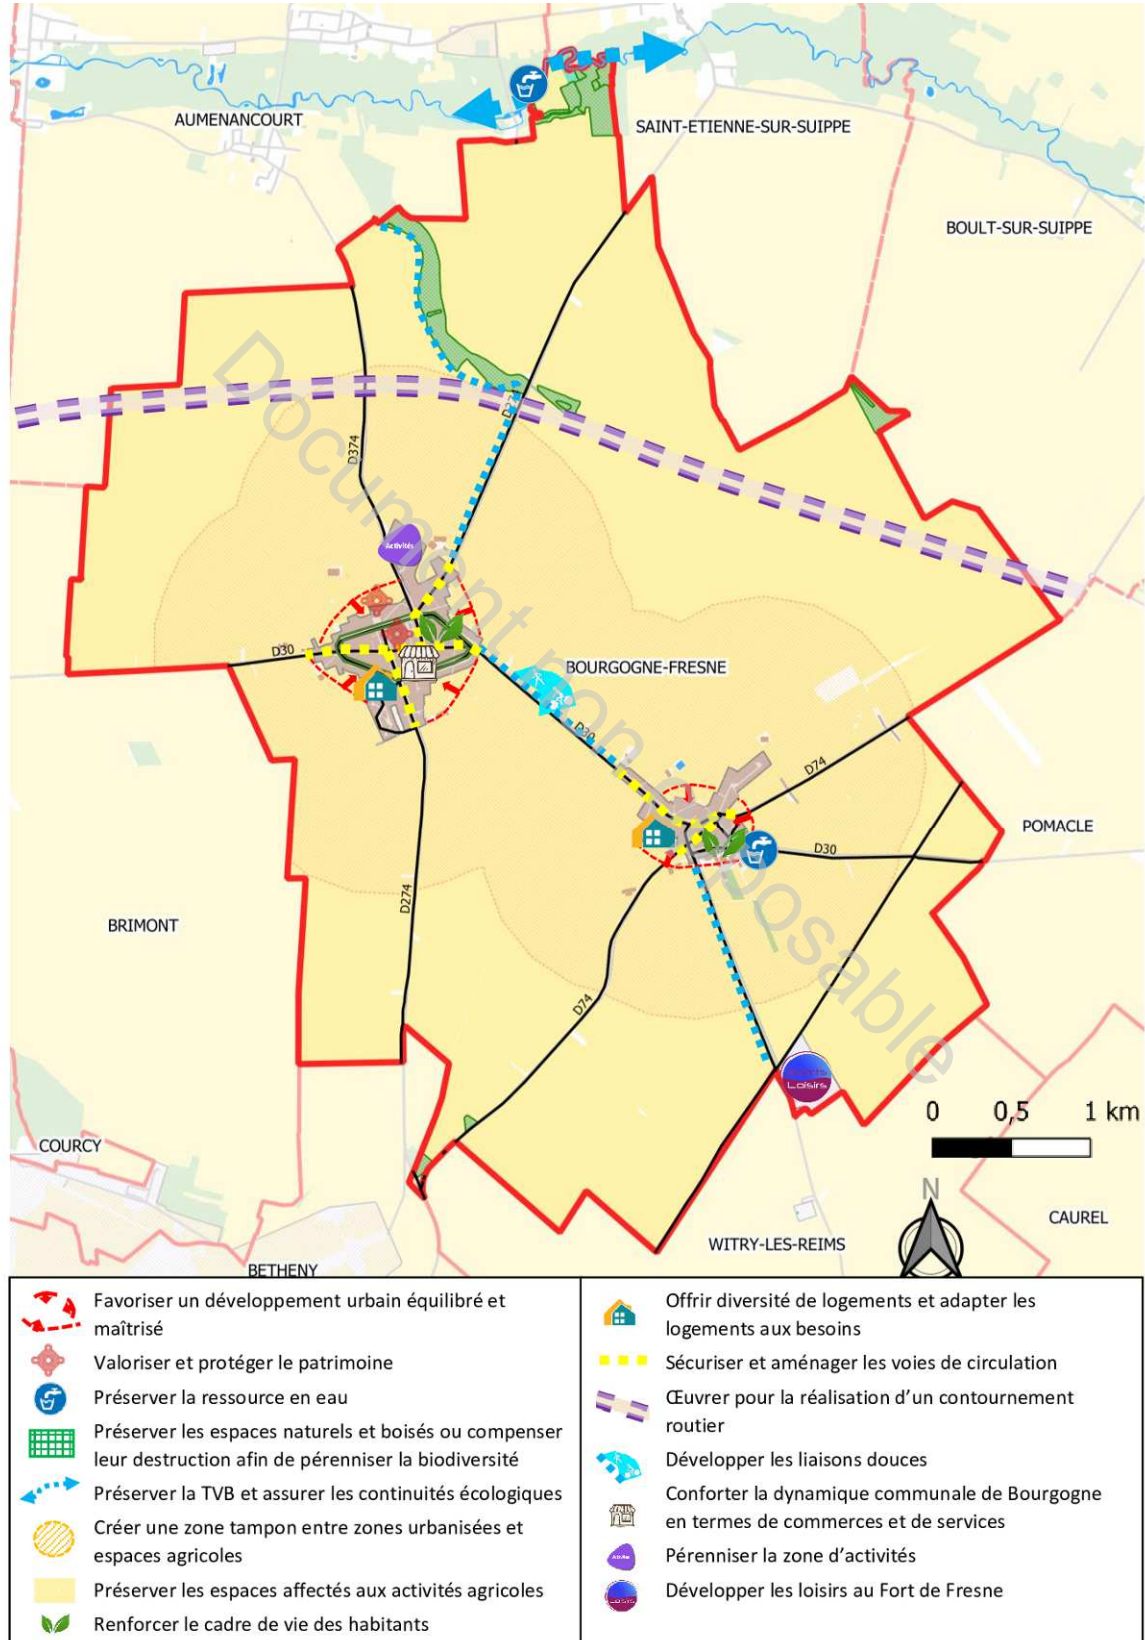 AUMENANCOURT
SAINT-ETIENNE-SUR-SUIPPE
BOULT-SUR-SUIPPE
D374
Activités
D30
BOURGOGNE-FRESNE
D30
D74
POMACLE
D30
D274
BRIMONT
D74
Loisirs
0 0,5 1 km
COURCY
N
CAUREL
WITRY-LES-REIMS
BETHENY
Document non opposable
Favoriser un développement urbain équilibré et
maîtrisé
Valoriser et protéger le patrimoine
Préserver la ressource en eau
Préserver les espaces naturels et boisés ou compenser
leur destruction afin de pérenniser la biodiversité
Préserver la TVB et assurer les continuités écologiques
Créer une zone tampon entre zones urbanisées et
espaces agricoles
Préserver les espaces affectés aux activités agricoles
Renforcer le cadre de vie des habitants
Offrir diversité de logements et adapter les
logements aux besoins
Sécuriser et aménager les voies de circulation
Œuvrer pour la réalisation d’un contournement
routier
Développer les liaisons douces
Conforter la dynamique communale de Bourgogne
en termes de commerces et de services
Pérenniser la zone d’activités
Développer les loisirs au Fort de Fresne